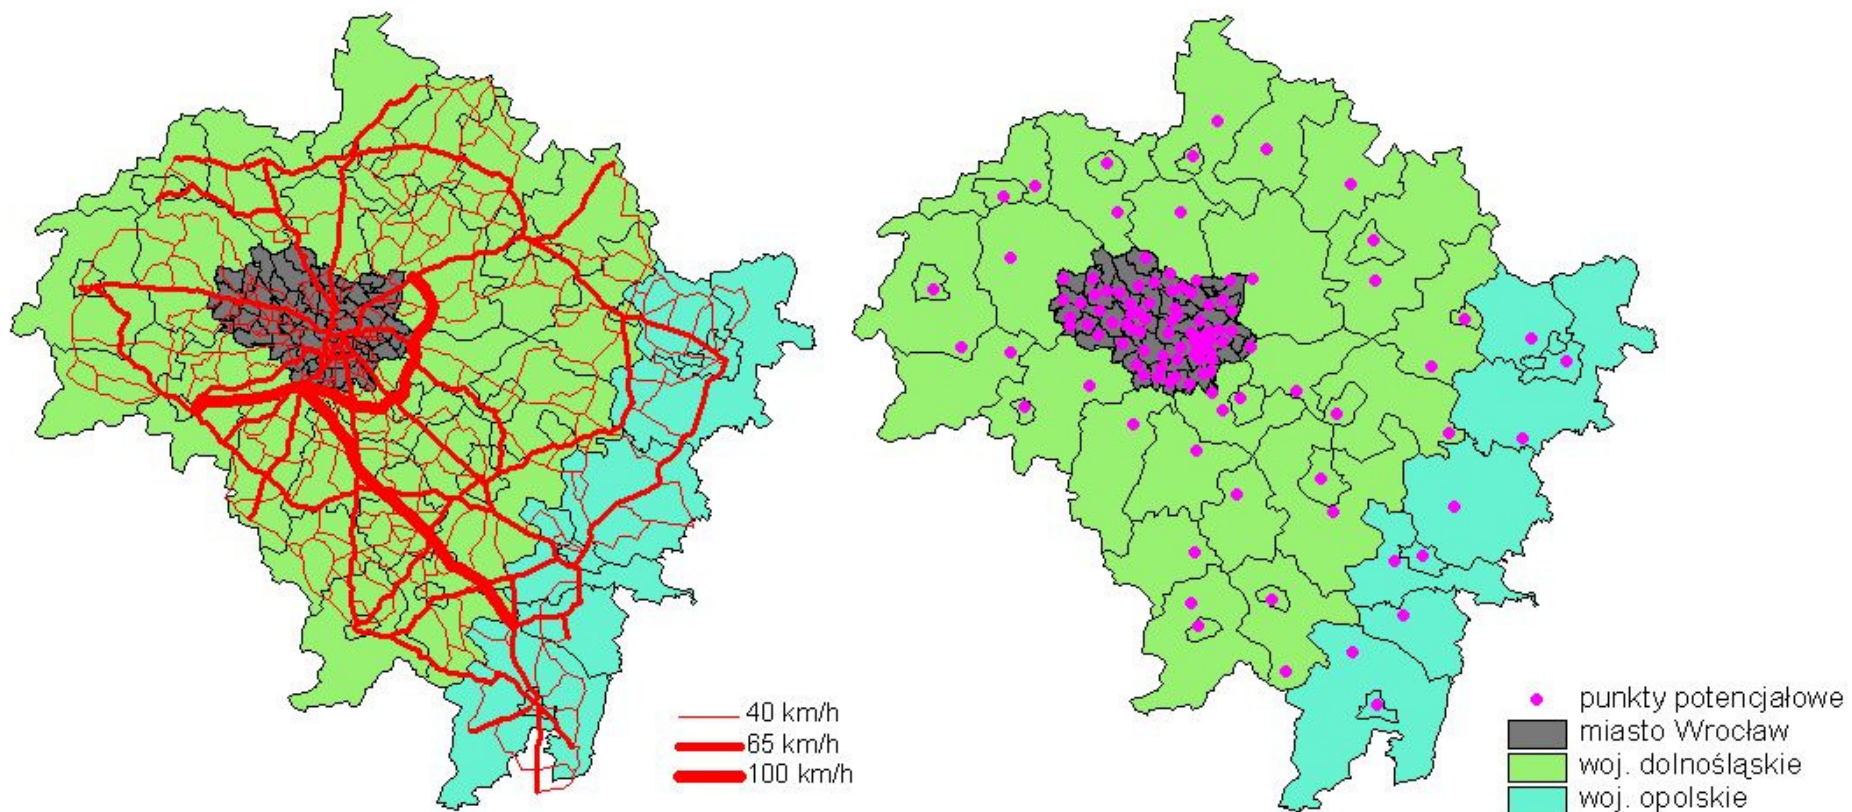 40 km/h
65 km/h
100 km/h
punkty potencjałowe
miasto Wrocław
woj. dolnośląskie
woj. opolskie